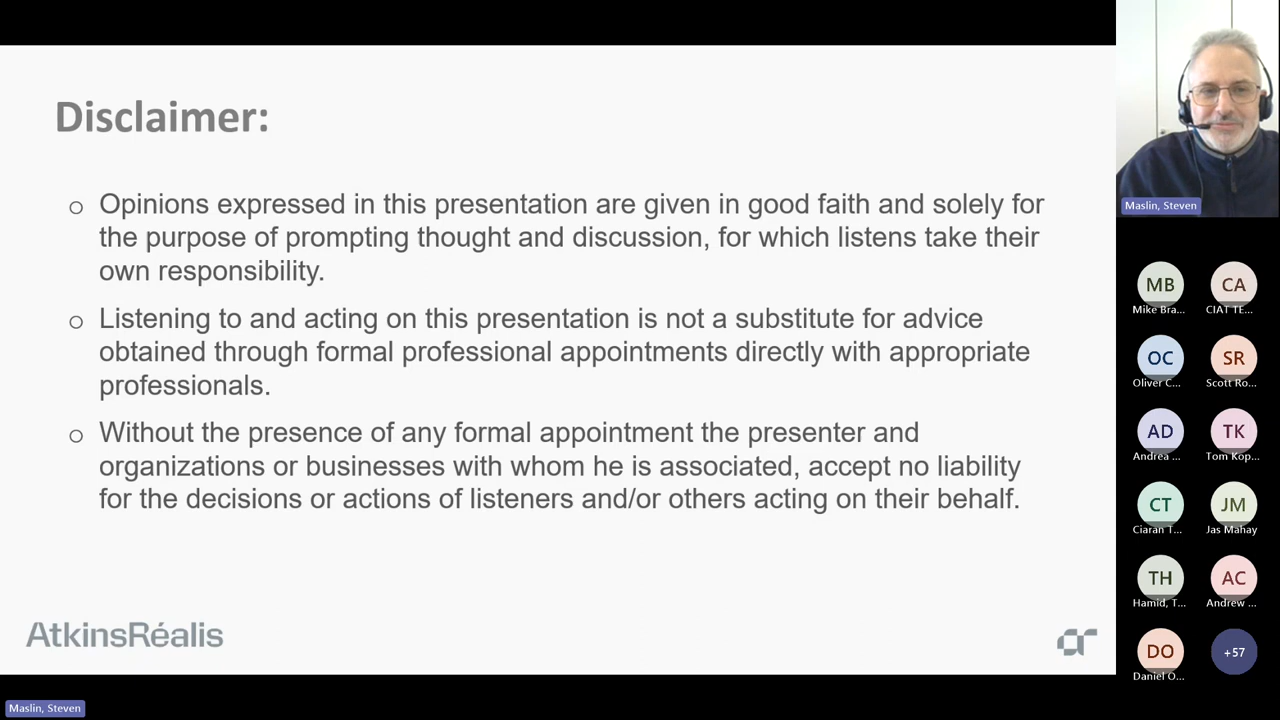 Disclaimer:
o Opinions expressed in this presentation are given in good faith and solely for
the purpose of prompting thought and discussion, for which listens take their
own responsibility.
o Listening to and acting on this presentation is not a substitute for advice
obtained through formal professional appointments directly with appropriate
professionals.
o Without the presence of any formal appointment the presenter and
organizations or businesses with whom he is associated, accept no liability
for the decisions or actions of listeners and/or others acting on their behalf.
AtkinsRéalis
ar
Maslin, Steven
Maslin, Steven
MB
Mike Bra...
CA
CIAT TE...
OC
Oliver C...
SR
Scott Ro...
AD
Andrea ...
TK
Tom Kop...
CT
Ciaran T...
JM
Jas Mahay
TH
Hamid, T...
AC
Andrew ...
DO
Daniel O...
+57